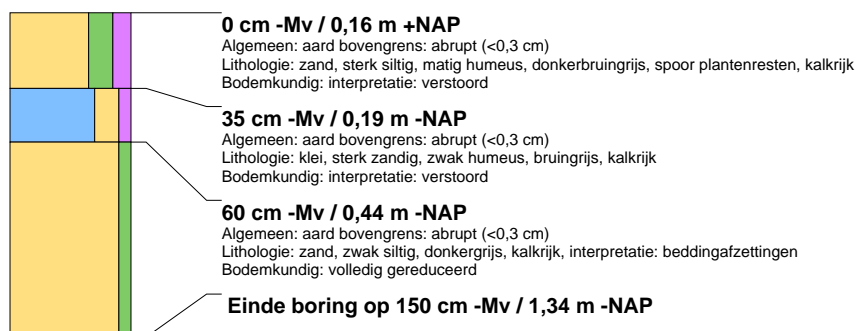 0 cm -Mv / 0,16 m +NAP
Algemeen: aard bovengrens: abrupt (<0,3 cm)
Lithologie: zand, sterk siltig, matig humeus, donkerbruingrijs, spoor plantenresten, kalkrijk
Bodemkundig: interpretatie: verstoord
35 cm -Mv / 0,19 m -NAP
Algemeen: aard bovengrens: abrupt (<0,3 cm)
Lithologie: klei, sterk zandig, zwak humeus, bruingrijs, kalkrijk
Bodemkundig: interpretatie: verstoord
60 cm -Mv / 0,44 m -NAP
Algemeen: aard bovengrens: abrupt (<0,3 cm)
Lithologie: zand, zwak siltig, donkergrijs, kalkrijk, interpretatie: beddingafzettingen
Bodemkundig: volledig gereduceerd
Einde boring op 150 cm -Mv / 1,34 m -NAP